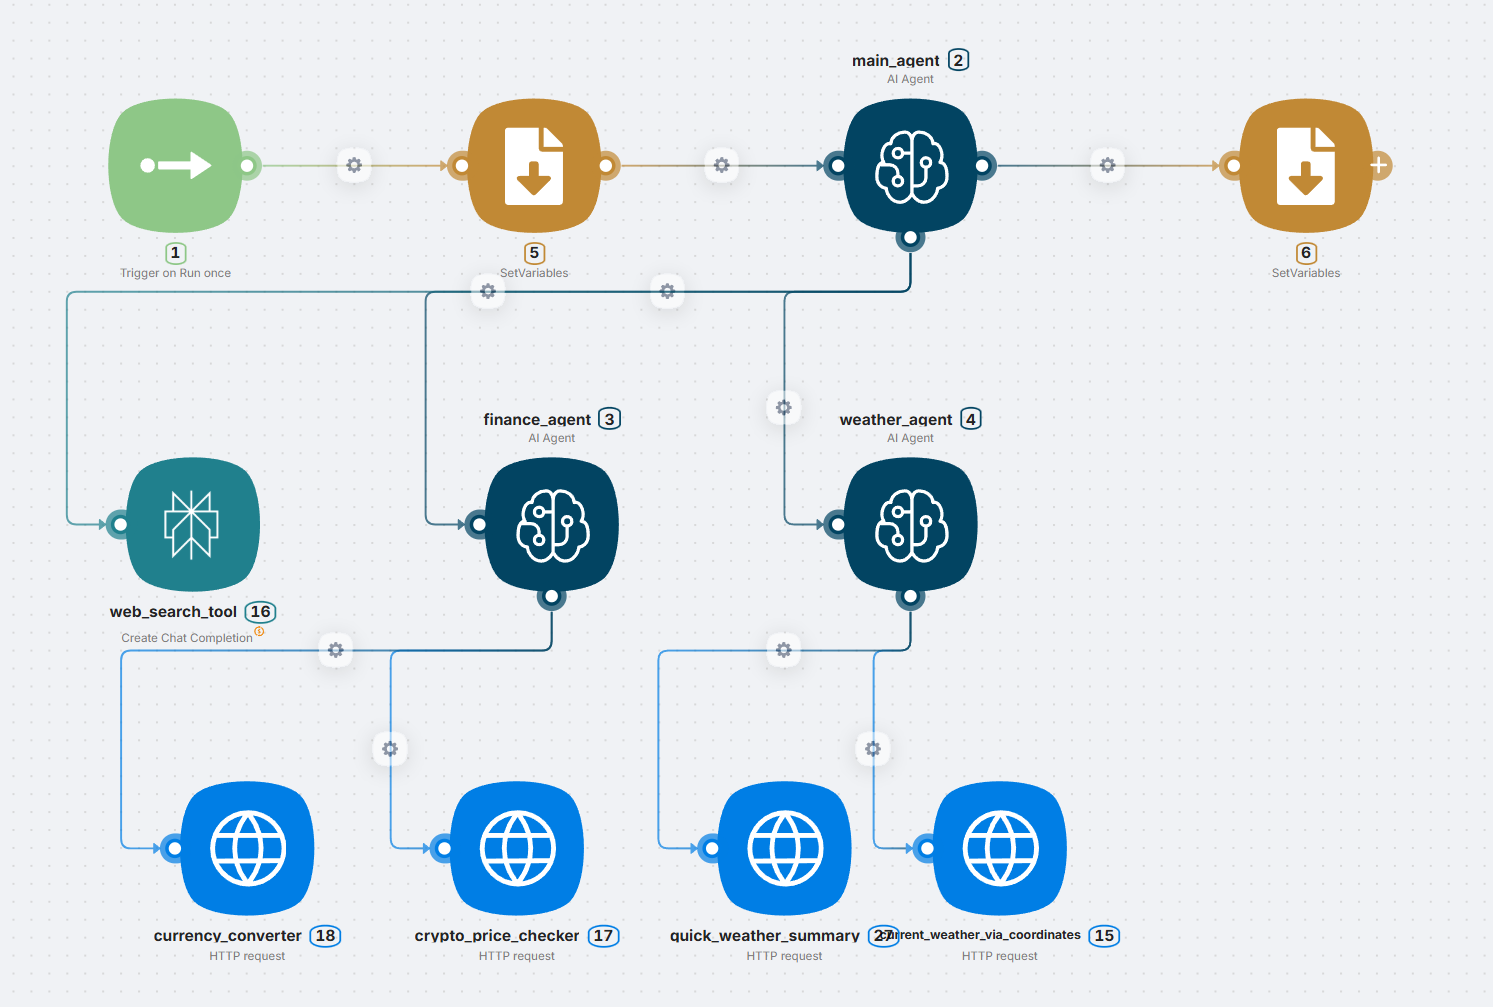 main_agent 2
AI Agent
1
Trigger on Run once
5
SetVariables
6
SetVariables
finance_agent 3
AI Agent
weather_agent 4
AI Agent
web_search_tool 16
Create Chat Completion
currency_converter 18
HTTP request
crypto_price_checker 17
HTTP request
quick_weather_summary 27
HTTP request
current_weather_via_coordinates 15
HTTP request